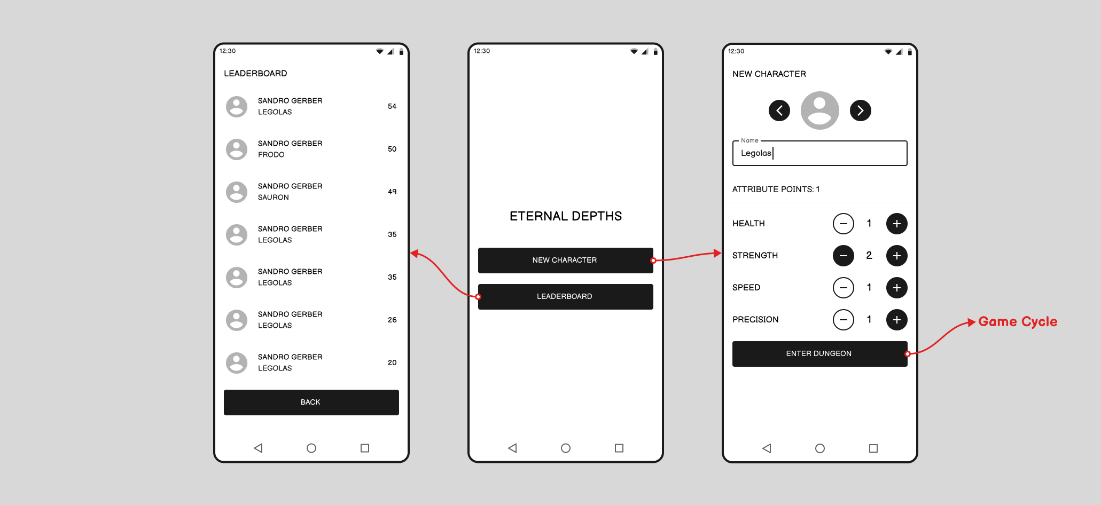 12:30
LEADERBOARD
SANDRO GERBER
LEGOLAS
54
SANDRO GERBER
FRODO
50
SANDRO GERBER
SAURON
49
SANDRO GERBER
LEGOLAS
35
SANDRO GERBER
LEGOLAS
35
SANDRO GERBER
LEGOLAS
26
SANDRO GERBER
LEGOLAS
20
BACK
12:30
ETERNAL DEPTHS
NEW CHARACTER
LEADERBOARD
12:30
NEW CHARACTER
Name
Legolas
ATTRIBUTE POINTS: 1
HEALTH − 1 +
STRENGTH − 2 +
SPEED − 1 +
PRECISION − 1 +
ENTER DUNGEON
Game Cycle